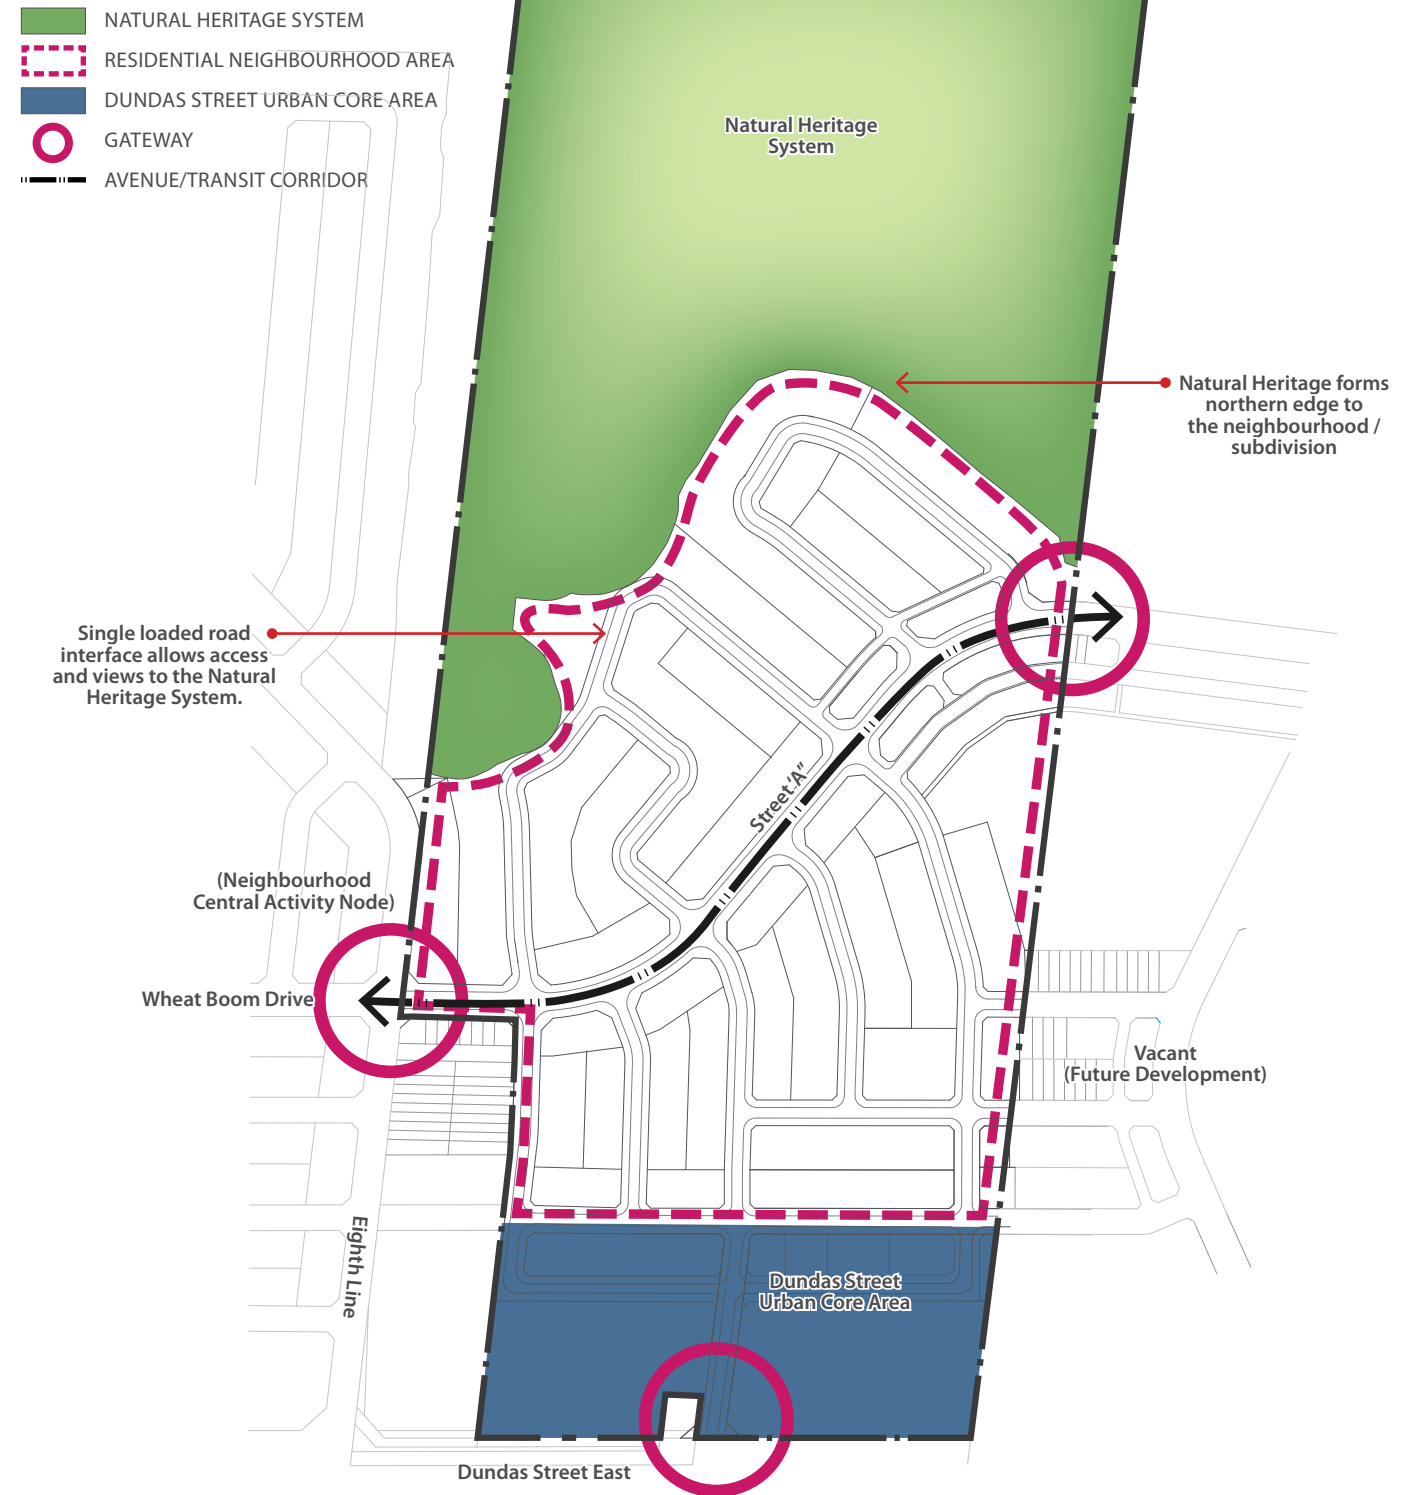 NATURAL HERITAGE SYSTEM
RESIDENTIAL NEIGHBOURHOOD AREA
DUNDAS STREET URBAN CORE AREA
GATEWAY
AVENUE/TRANSIT CORRIDOR
Natural Heritage
System
Natural Heritage forms
northern edge to
the neighbourhood /
subdivision
Single loaded road
interface allows access
and views to the Natural
Heritage System.
Street "A"
(Neighbourhood
Central Activity Node)
Wheat Boom Drive
Vacant
(Future Development)
Eighth Line
Dundas Street
Urban Core Area
Dundas Street East